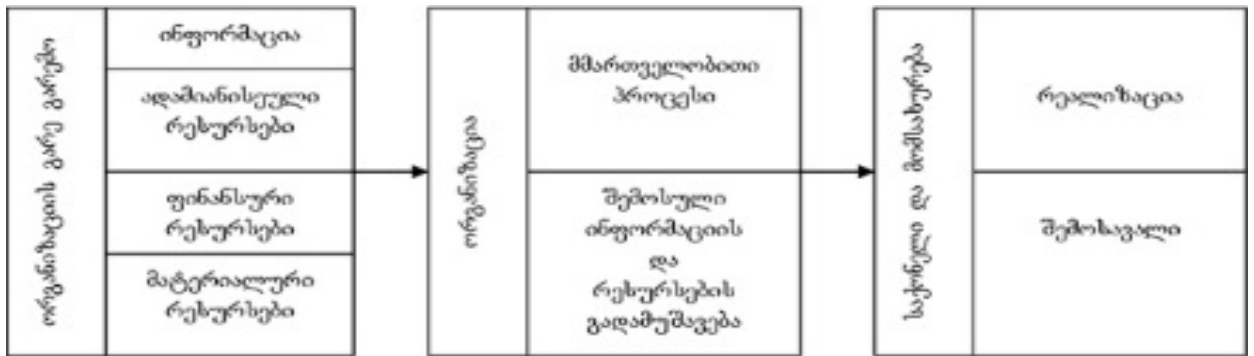 ორგანიზაციის გარე გარემო
ინფორმაცია
ადამიანისეული
რესურსები
ფინანსური
რესურსები
მატერიალური
რესურსები
ორგანიზაცია
მმართველობითი
პროცესი
შემოსული
ინფორმაციის
და
რესურსების
გადამუშავება
საქონელი და მომსახურება
რეალიზაცია
შემოსავალი